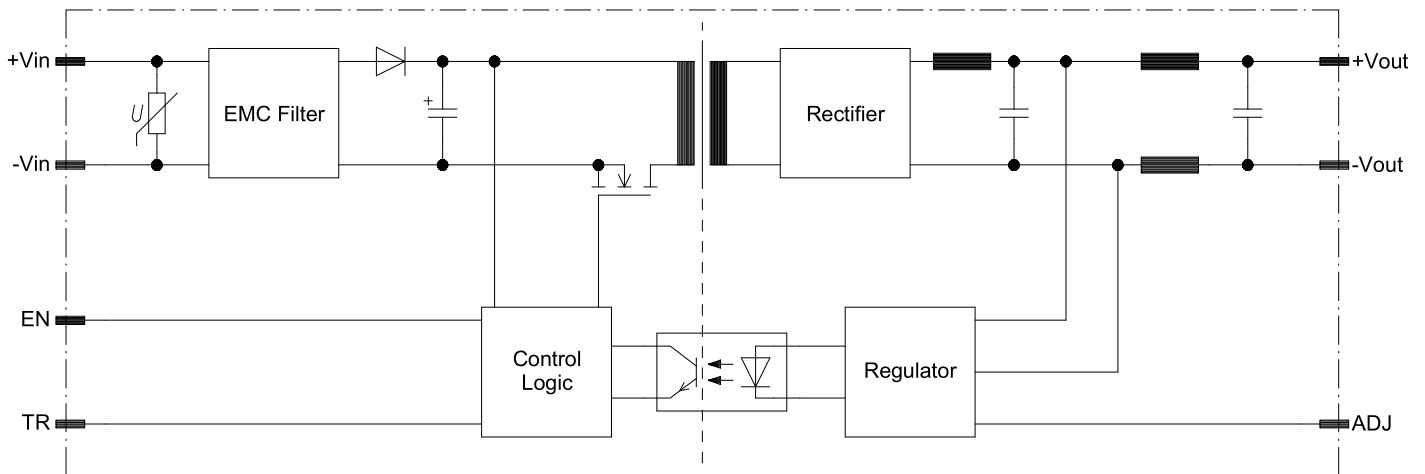 +Vin
+Vout
U
EMC Filter
+
Rectifier
-Vin
-Vout
EN
Control
Logic
Regulator
TR
ADJ